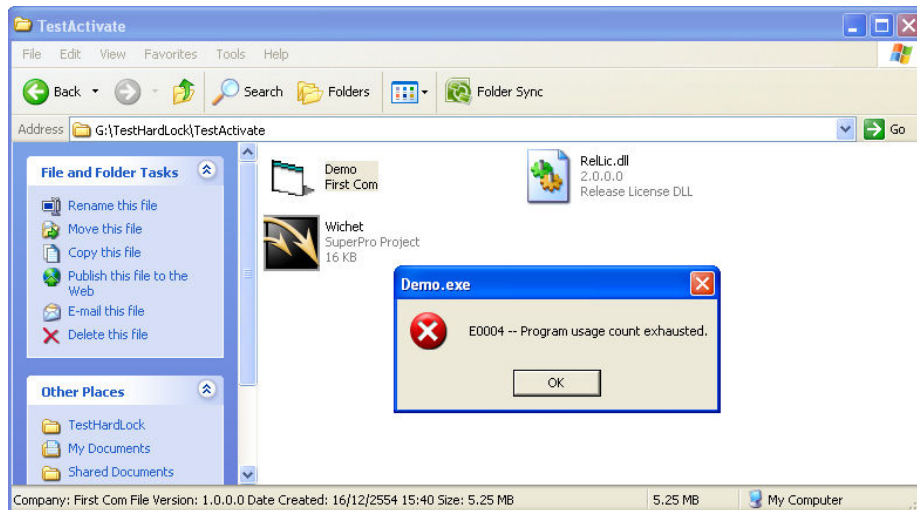 TestActivate
File Edit View Favorites Tools Help
Back Search Folders Folder Sync
Address G:\TestHardLock\TestActivate Go
File and Folder Tasks
Rename this file
Move this file
Copy this file
Publish this file to the
Web
E-mail this file
Delete this file
Other Places
TestHardLock
My Documents
Shared Documents
Demo
First Com
RelLic.dll
2.0.0.0
Release License DLL
Wichet
SuperPro Project
16 KB
Demo.exe
E0004 -- Program usage count exhausted.
OK
Company: First Com File Version: 1.0.0.0 Date Created: 16/12/2554 15:40 Size: 5.25 MB 5.25 MB My Computer